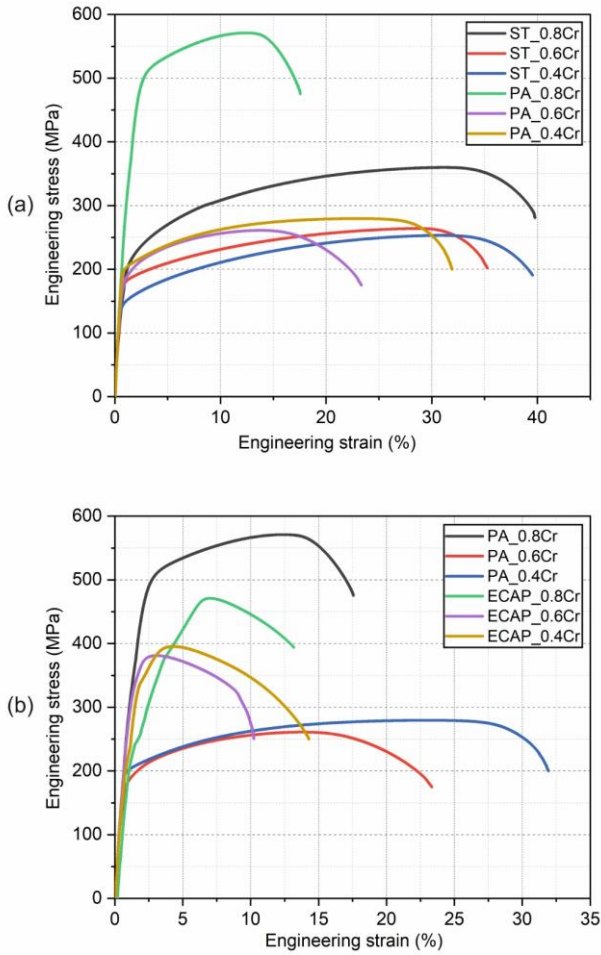 (a)
Engineering stress (MPa)
600
500
400
300
200
100
0
ST_0.8Cr
ST_0.6Cr
ST_0.4Cr
PA_0.8Cr
PA_0.6Cr
PA_0.4Cr
0 10 20 30 40
Engineering strain (%)
(b)
Engineering stress (MPa)
600
500
400
300
200
100
0
PA_0.8Cr
PA_0.6Cr
PA_0.4Cr
ECAP_0.8Cr
ECAP_0.6Cr
ECAP_0.4Cr
0 5 10 15 20 25 30 35
Engineering strain (%)